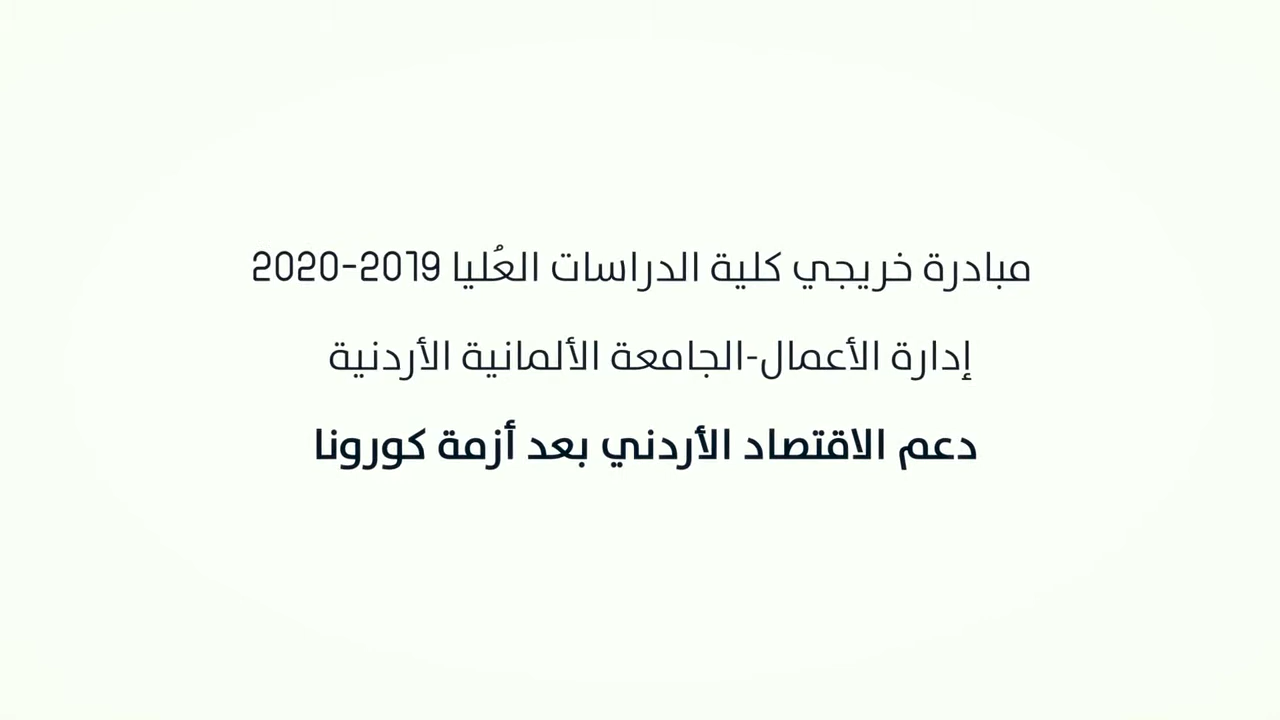 مبادرة خريجي كلية الدراسات العُليا 2019-2020
إدارة الأعمال-الجامعة الألمانية الأردنية
دعم الاقتصاد الأردني بعد أزمة كورونا